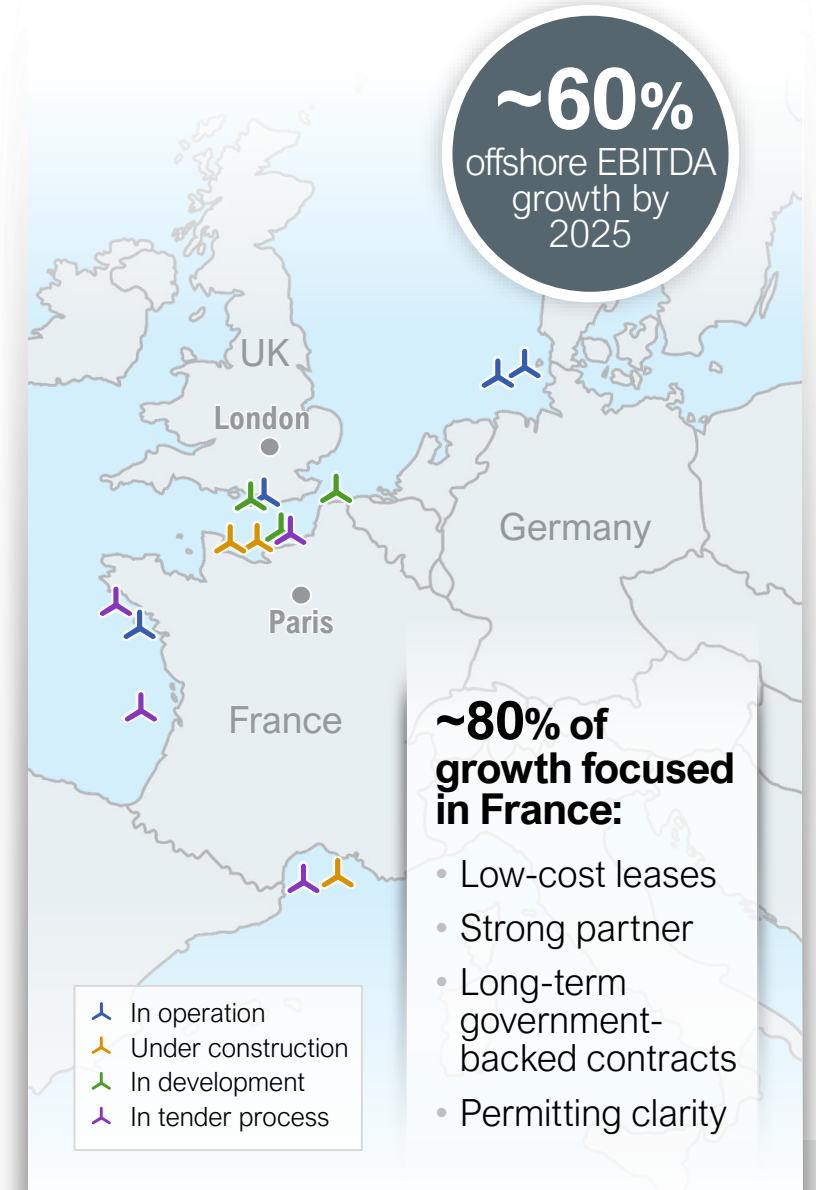 ~60%
offshore EBITDA
growth by
2025
UK
London
Germany
Paris
France
~80% of
growth focused
in France:
• Low-cost leases
• Strong partner
• Long-term
government-
backed contracts
• Permitting clarity
In operation
Under construction
In development
In tender process